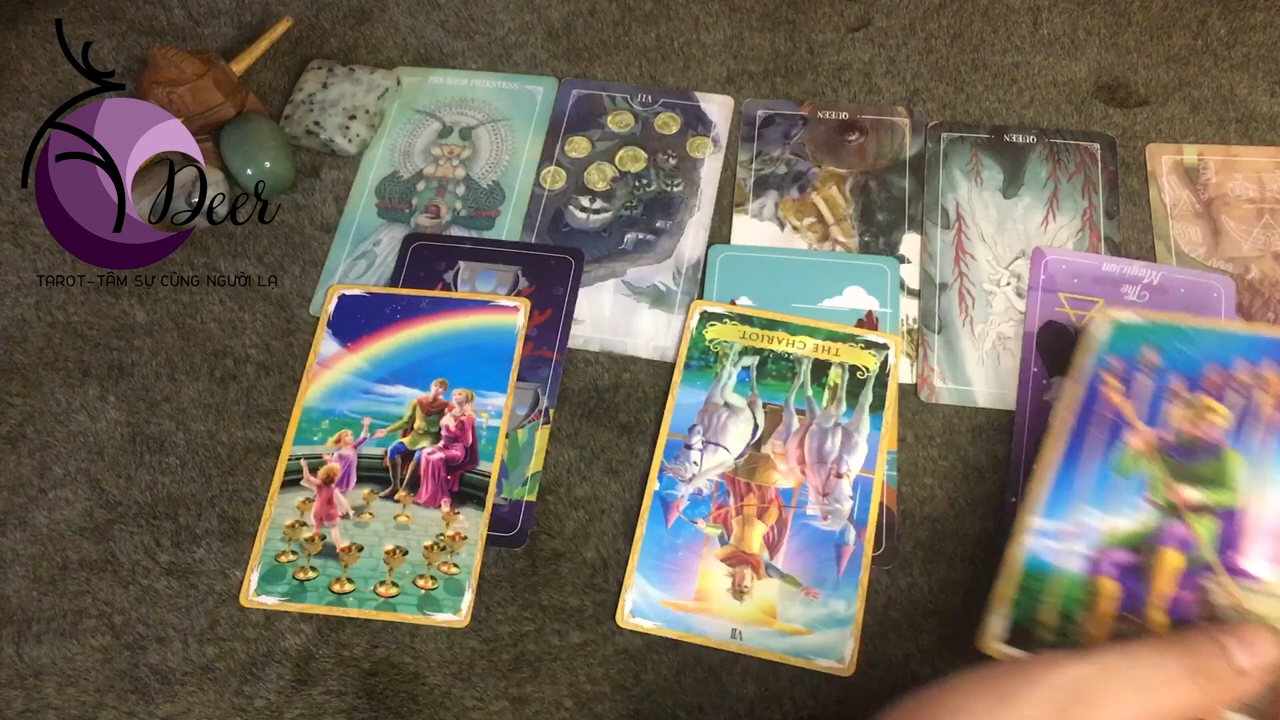 Deer
TAROT-TÂM SỰ CÙNG NGƯỜI LẠ
THE HIGH PRIESTESS
VII
QUEEN
QUEEN
The
Magician
THE CHARIOT
VII